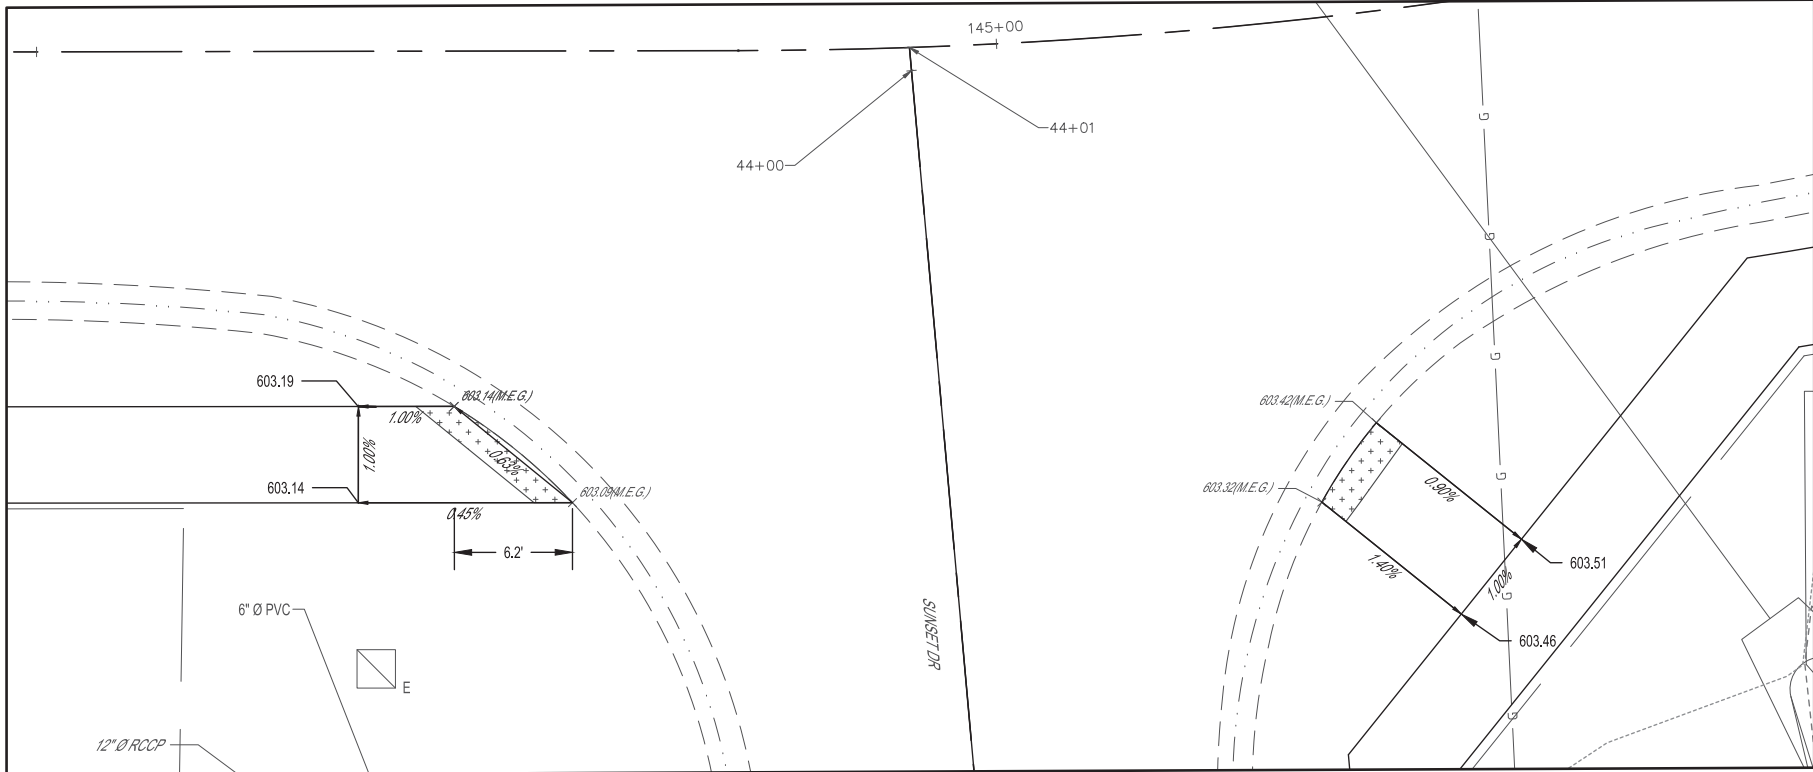 145+00
44+01
44+00
G
G
G
G
G
G
603.19
603.14(M.E.G.)
1.00%
1.00%
0.63%
603.14
603.09(M.E.G.)
0.45%
6.2'
603.42(M.E.G.)
603.32(M.E.G.)
0.90%
1.40%
1.00%
603.51
603.46
SUNSET DR
6" Ø PVC
E
12" Ø RCCP